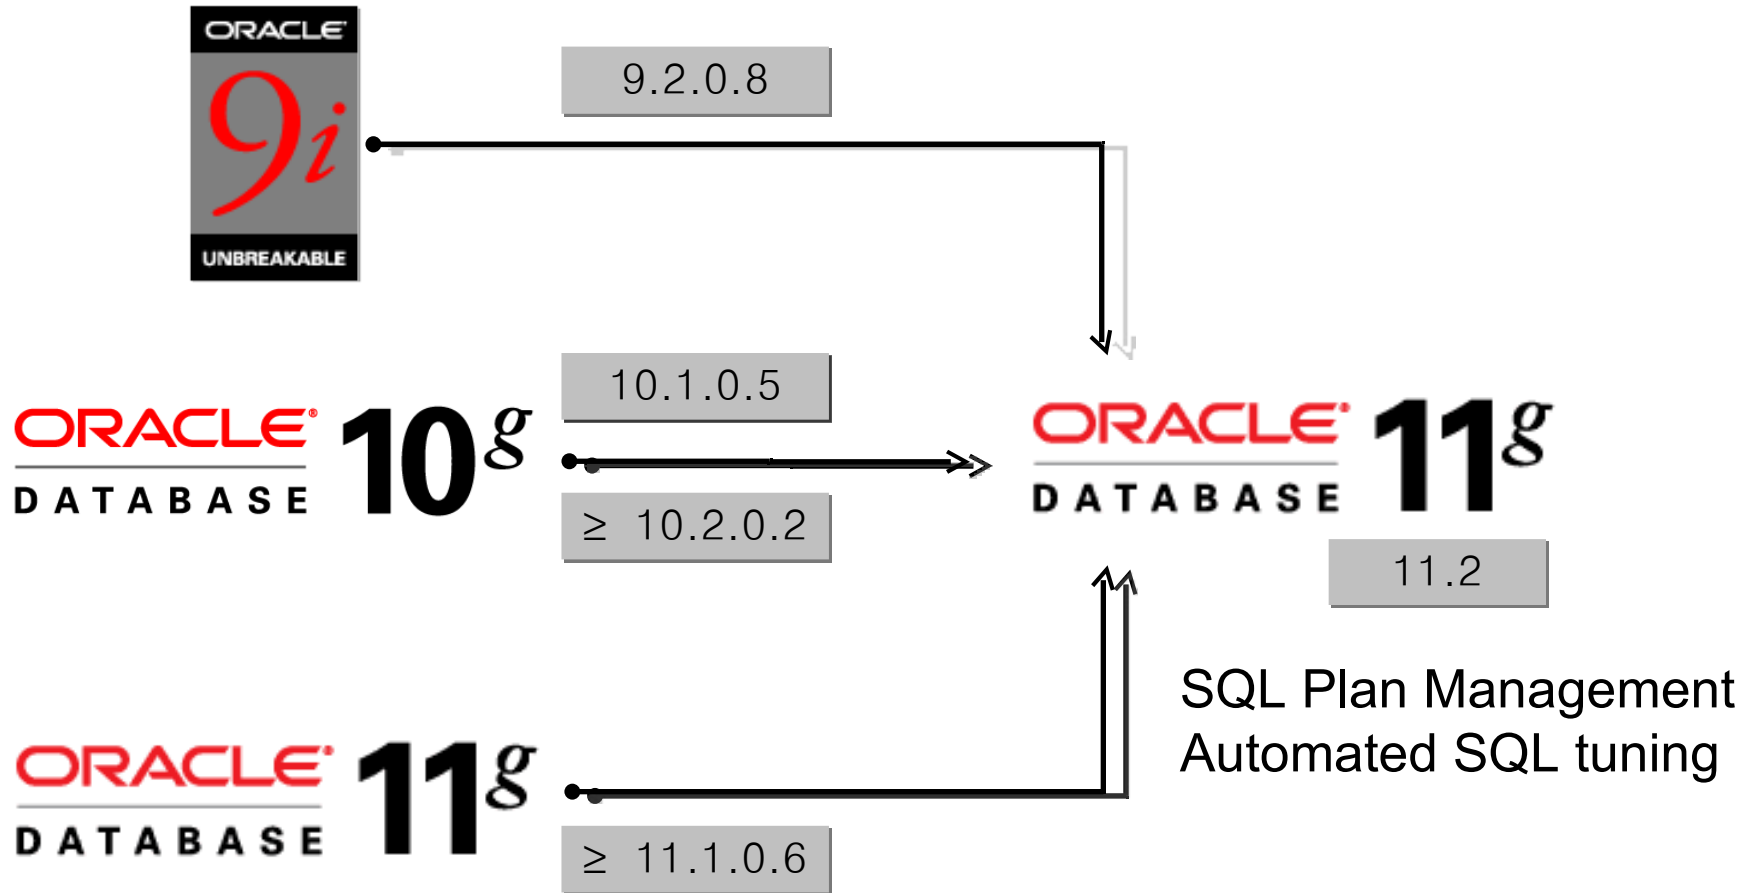 ORACLE
9i
UNBREAKABLE
9.2.0.8
ORACLE® 10g
DATABASE
10.1.0.5
≥ 10.2.0.2
ORACLE® 11g
DATABASE
11.2
SQL Plan Management
Automated SQL tuning
ORACLE® 11g
DATABASE
≥ 11.1.0.6